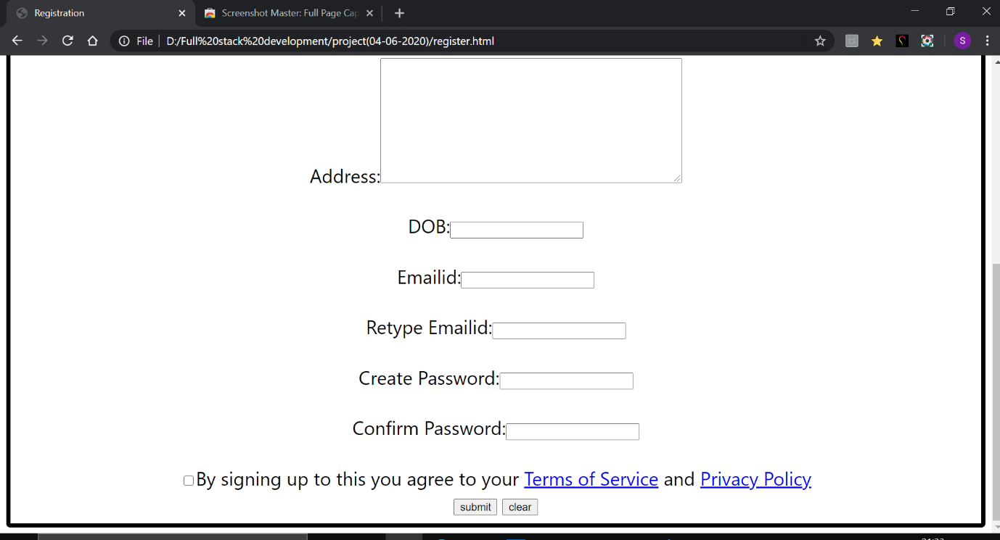 Registration
Screenshot Master: Full Page Cap
File
D:/Full%20stack%20development/project(04-06-2020)/register.html
S
Address:
DOB:
Emailid:
Retype Emailid:
Create Password:
Confirm Password:
By signing up to this you agree to your Terms of Service and Privacy Policy
submit clear